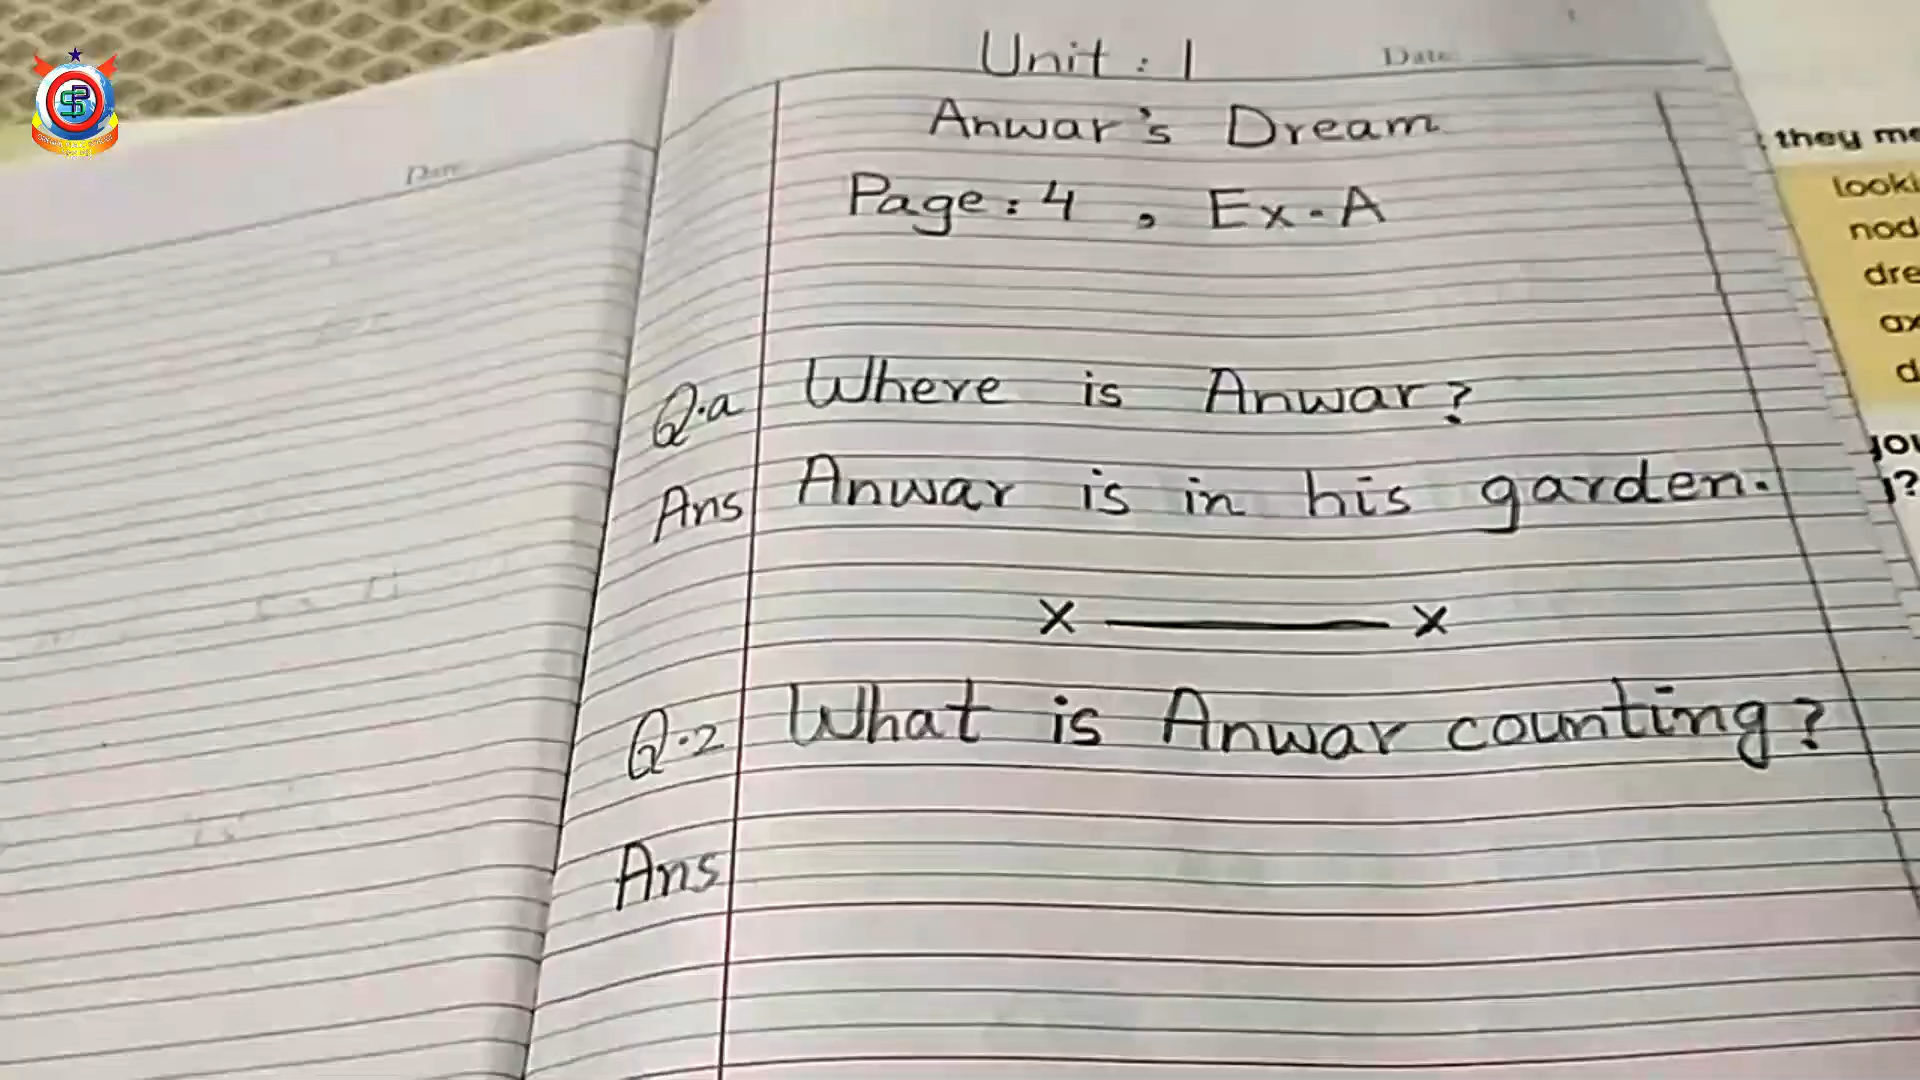 Unit : 1
Date
Anwar's Dream
Page : 4 , Ex-A
Q.a Where is Anwar?
Ans Anwar is in his garden.
x x
Q.2 What is Anwar counting?
Ans
Date
they me
looki
nod
dre
ax
d
you
?